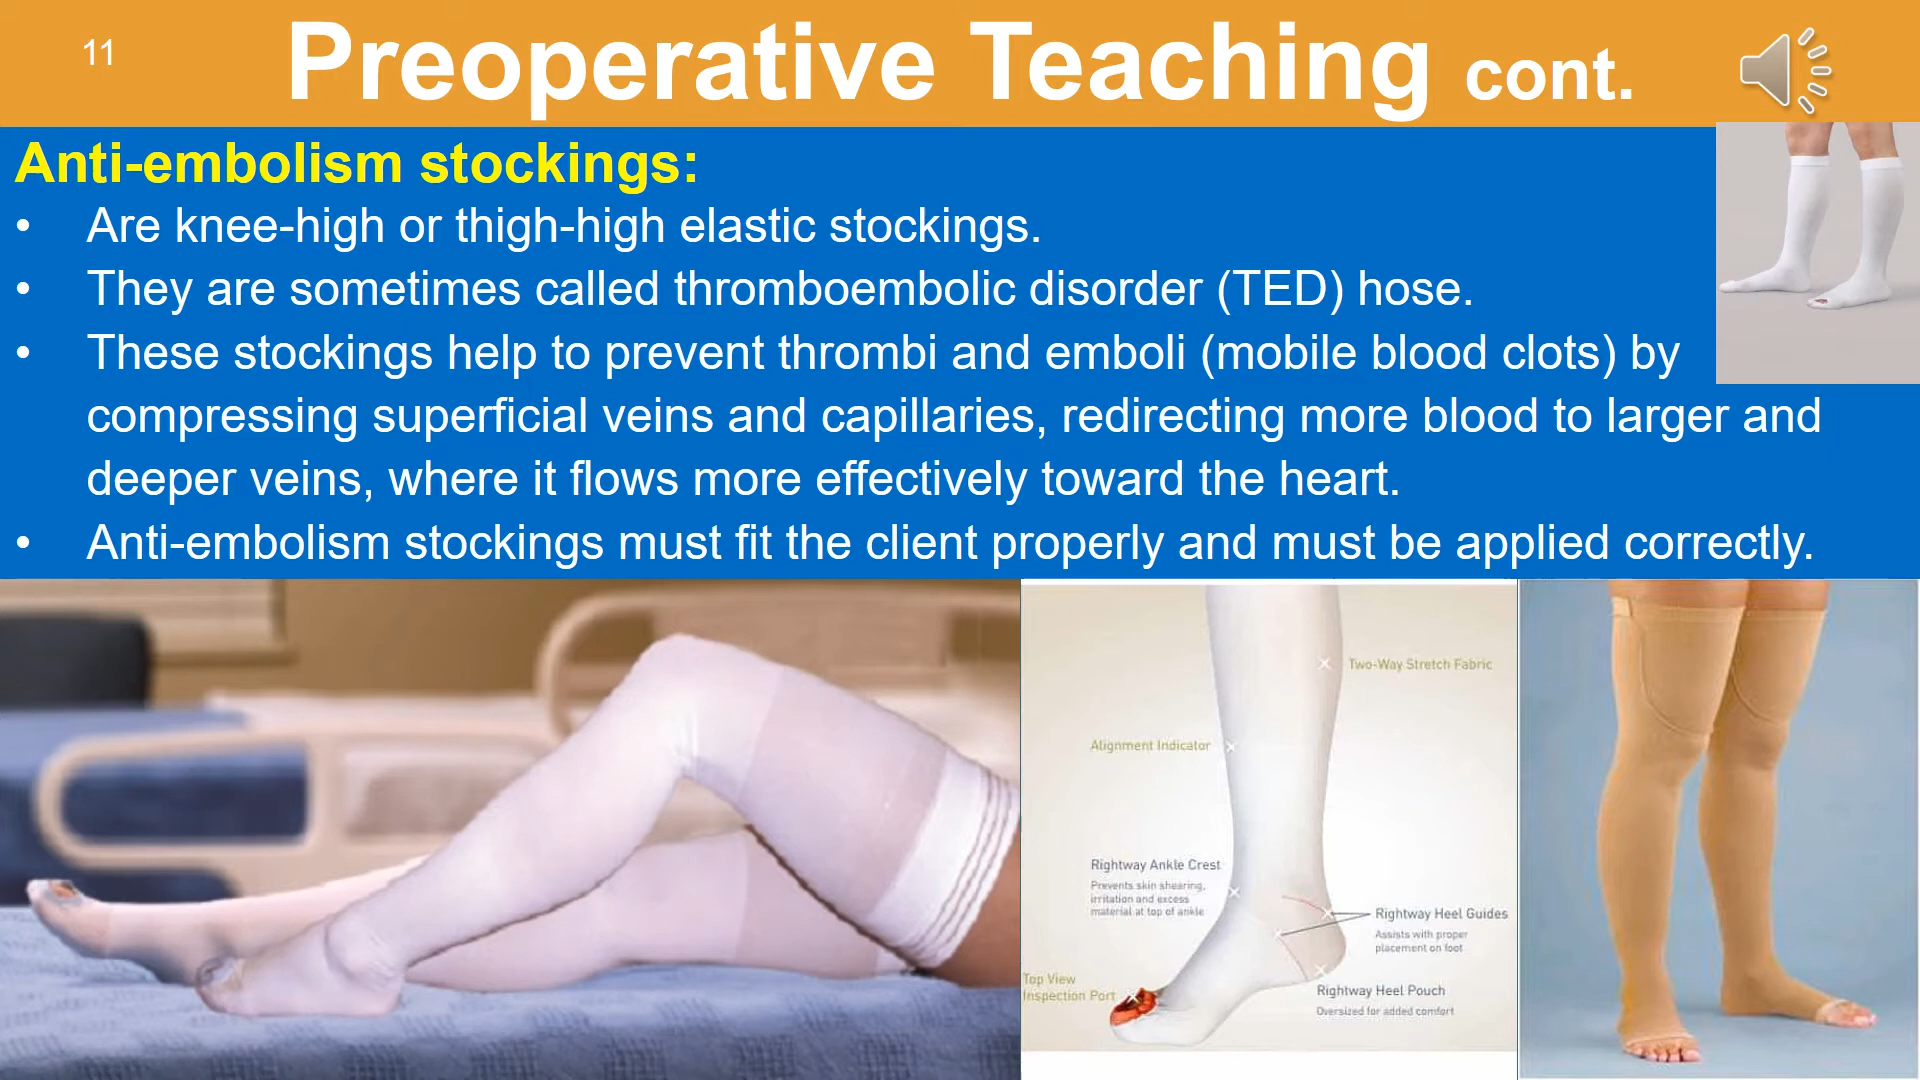 11
Preoperative Teaching cont.
Anti-embolism stockings:
• Are knee-high or thigh-high elastic stockings.
• They are sometimes called thromboembolic disorder (TED) hose.
• These stockings help to prevent thrombi and emboli (mobile blood clots) by
compressing superficial veins and capillaries, redirecting more blood to larger and
deeper veins, where it flows more effectively toward the heart.
• Anti-embolism stockings must fit the client properly and must be applied correctly.
Two-Way Stretch Fabric
Alignment Indicator
Rightway Ankle Crest
Prevents skin shearing,
irritation and excess
material at top of ankle
Rightway Heel Guides
Assists with proper
placement on foot
Top View
Inspection Port
Rightway Heel Pouch
Oversized for added comfort